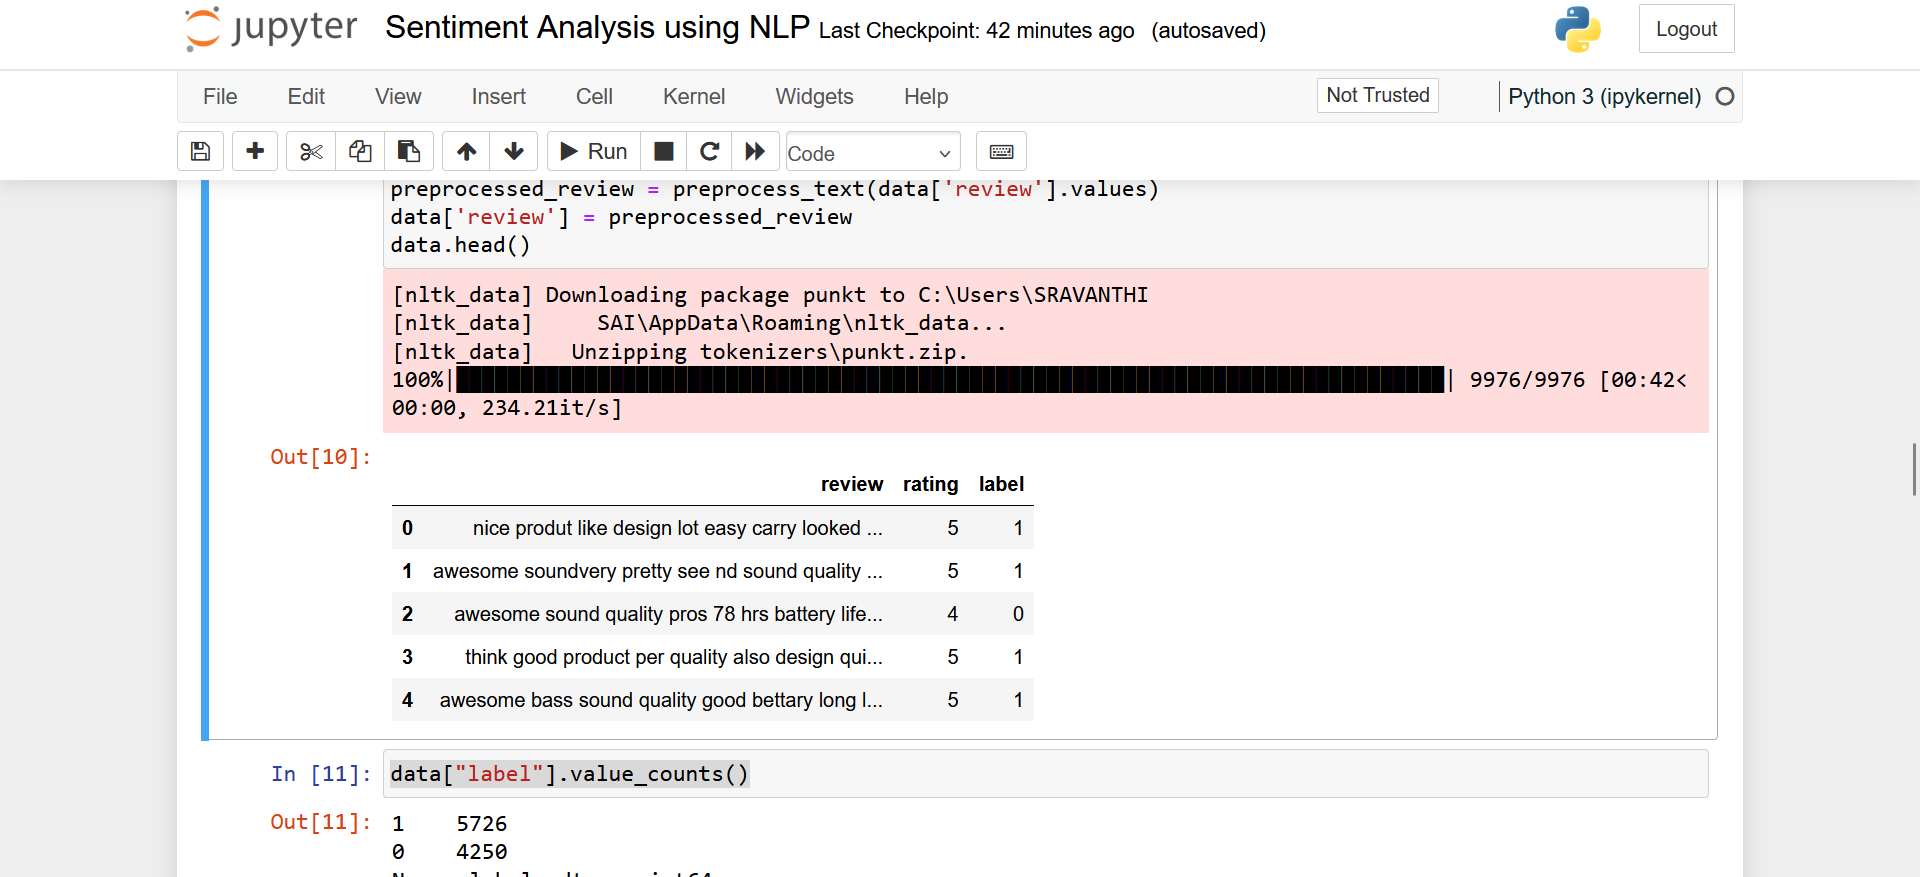 jupyter Sentiment Analysis using NLP Last Checkpoint: 42 minutes ago (autosaved) Logout
File Edit View Insert Cell Kernel Widgets Help Not Trusted Python 3 (ipykernel)
Run Code
preprocessed_review = preprocess_text(data['review'].values)
data['review'] = preprocessed_review
data.head()
[nltk_data] Downloading package punkt to C:\Users\SRAVANTHI
[nltk_data]     SAI\AppData\Roaming\nltk_data...
[nltk_data]   Unzipping tokenizers\punkt.zip.
100%| | 9976/9976 [00:42<
00:00, 234.21it/s]
Out[10]:
review rating label
0 nice produt like design lot easy carry looked ... 5 1
1 awesome soundvery pretty see nd sound quality ... 5 1
2 awesome sound quality pros 78 hrs battery life... 4 0
3 think good product per quality also design qui... 5 1
4 awesome bass sound quality good bettary long l... 5 1
In [11]: data["label"].value_counts()
Out[11]: 1    5726
0    4250